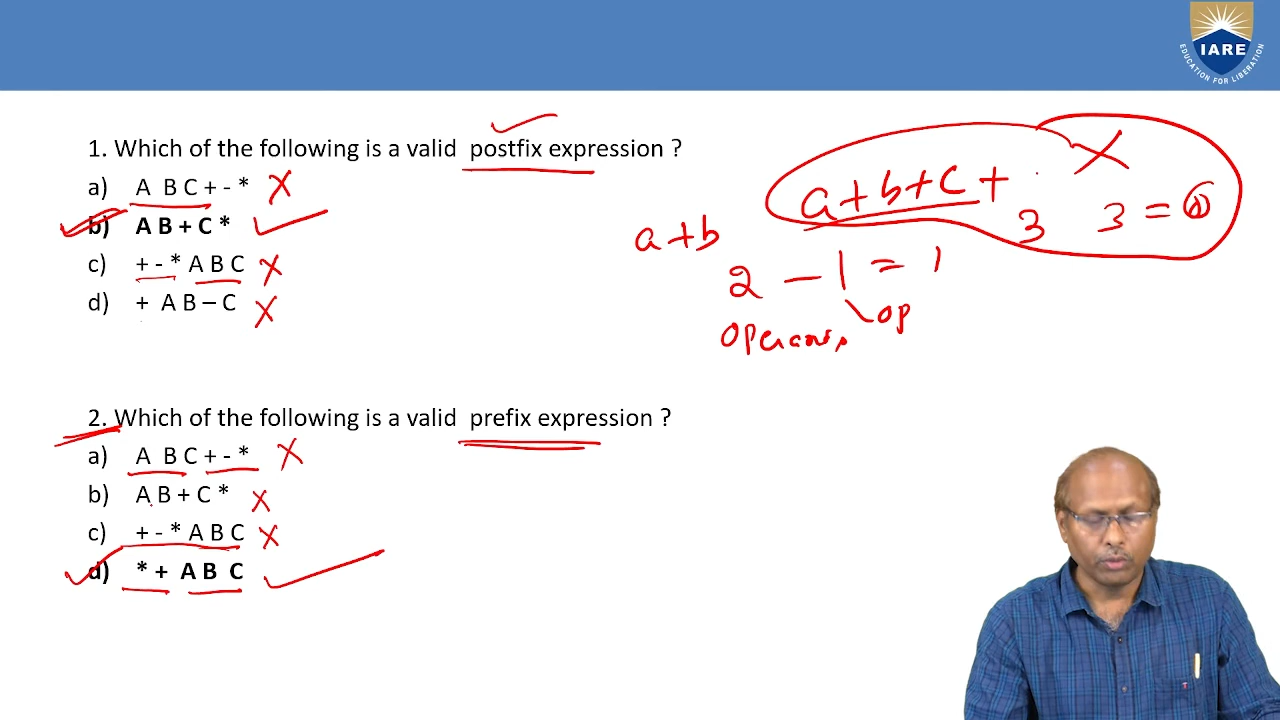 IARE
EDUCATION FOR LIBERATION
1. Which of the following is a valid postfix expression ?
a) A B C + - *
b) A B + C *
c) + - * A B C
d) + A B – C
a+b+c+
3 3 =
a+b
2 - 1 = 1
op
2. Which of the following is a valid prefix expression ?
a) A B C + - *
b) A B + C *
c) + - * A B C
d) * + A B C